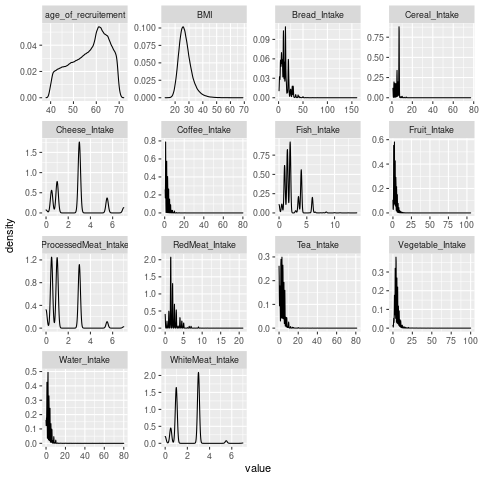 age_of_recruitement BMI Bread_Intake Cereal_Intake
0.04 0.02 0.00
0.100 0.075 0.050 0.025 0.000
0.09 0.06 0.03 0.00
0.75 0.50 0.25 0.00
40 50 60 70
20 30 40 50 60 70
0 50 100 150
0 20 40 60 80
Cheese_Intake Coffee_Intake Fish_Intake Fruit_Intake
1.5 1.0 0.5 0.0
0.8 0.6 0.4 0.2 0.0
0.75 0.50 0.25 0.00
0.6 0.4 0.2 0.0
0 2 4 6
0 20 40 60 80
0 5 10
0 25 50 75 100
ProcessedMeat_Intake RedMeat_Intake Tea_Intake Vegetable_Intake
1.2 0.8 0.4 0.0
2.0 1.5 1.0 0.5 0.0
0.3 0.2 0.1 0.0
0.3 0.2 0.1 0.0
0 2 4 6
0 5 10 15 20
0 20 40 60 80
0 25 50 75 100
Water_Intake WhiteMeat_Intake
0.5 0.4 0.3 0.2 0.1 0.0
2.0 1.5 1.0 0.5 0.0
0 20 40 60 80
0 2 4 6
density
value